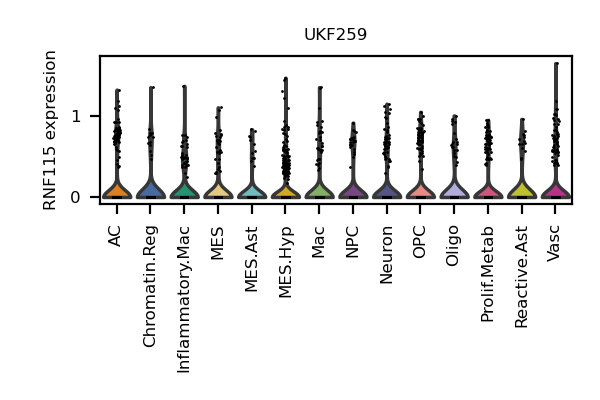 UKF259
RNF115 expression
1
0
AC
Chromatin.Reg
Inflammatory.Mac
MES
MES.Ast
MES.Hyp
Mac
NPC
Neuron
OPC
Oligo
Prolif.Metab
Reactive.Ast
Vasc